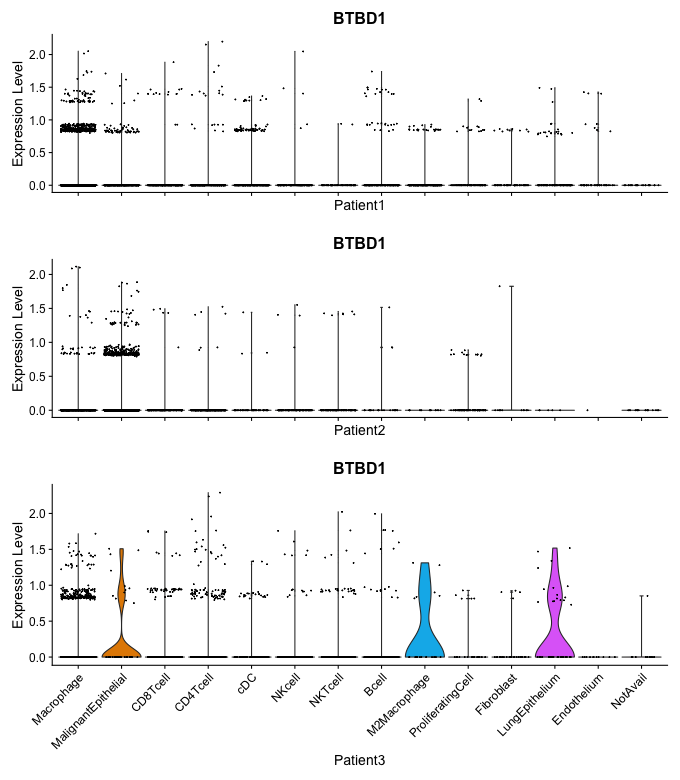 BTBD1
Expression Level
2.0
1.5
1.0
0.5
0.0
Patient1
BTBD1
Expression Level
2.0
1.5
1.0
0.5
0.0
Patient2
BTBD1
Expression Level
2.0
1.5
1.0
0.5
0.0
Macrophage
MalignantEpithelial
CD8Tcell
CD4Tcell
cDC
NKcell
NKTcell
Bcell
M2Macrophage
ProliferatingCell
Fibroblast
LungEpithelium
Endothelium
NotAvail
Patient3